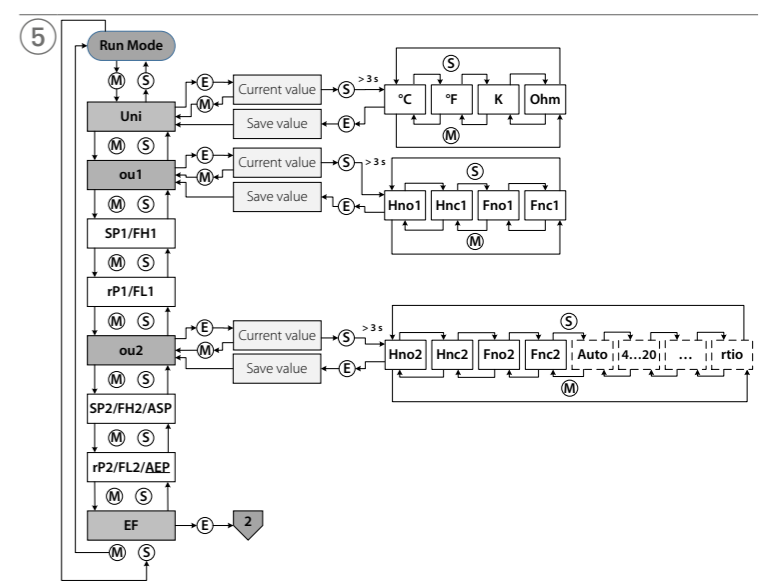 5
Run Mode
M S
Uni
E Current value S > 3 s
M
Save value E
S
°C °F K Ohm
M
M S
ou1
E Current value S > 3 s
M
Save value E
S
Hno1 Hnc1 Fno1 Fnc1
M
M S
SP1/FH1
M S
rP1/FL1
M S
ou2
E Current value S > 3 s
M
Save value E
S
Hno2 Hnc2 Fno2 Fnc2 Auto 4...20 ... rtio
M
M S
SP2/FH2/ASP
M S
rP2/FL2/AEP
M S
EF E 2
M S